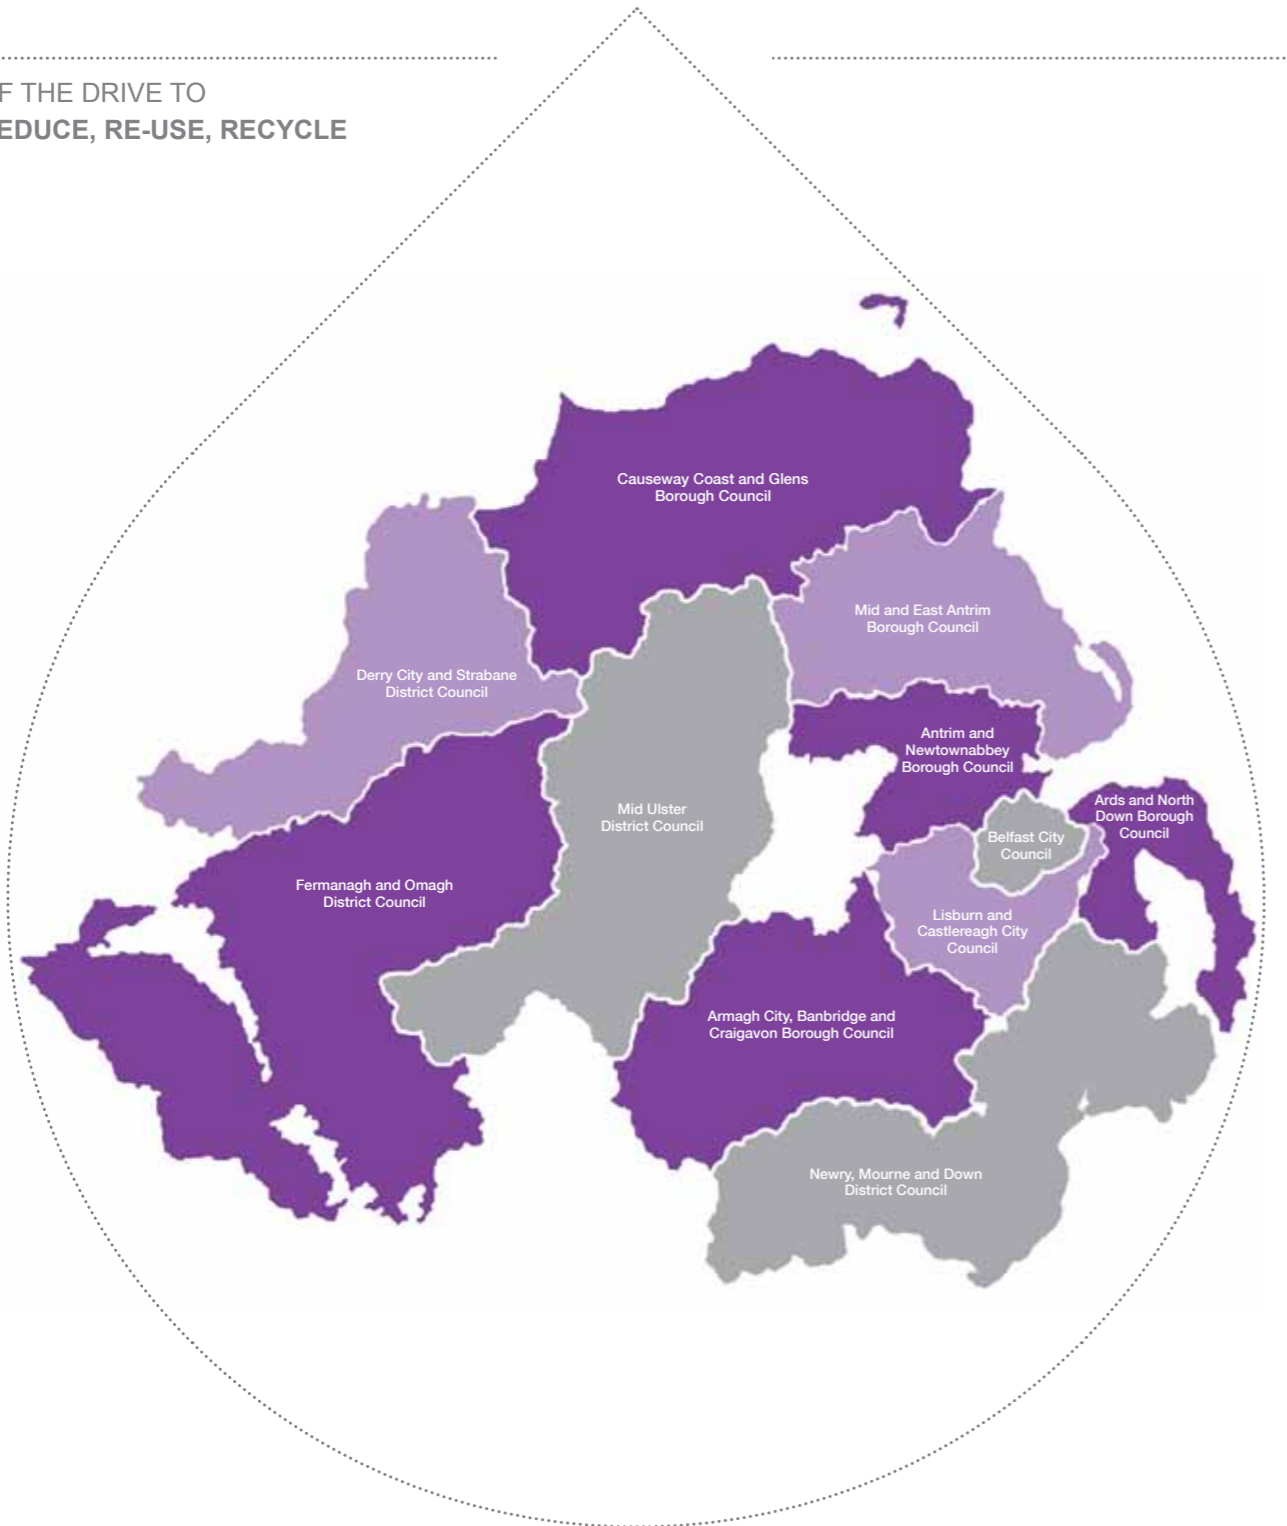 F THE DRIVE TO
EDUCE, RE-USE, RECYCLE
Causeway Coast and Glens
Borough Council
Mid and East Antrim
Borough Council
Derry City and Strabane
District Council
Antrim and
Newtownabbey
Borough Council
Ards and North
Down Borough
Council
Mid Ulster
District Council
Belfast City
Council
Fermanagh and Omagh
District Council
Lisburn and
Castlereagh City
Council
Armagh City, Banbridge and
Craigavon Borough Council
Newry, Mourne and Down
District Council